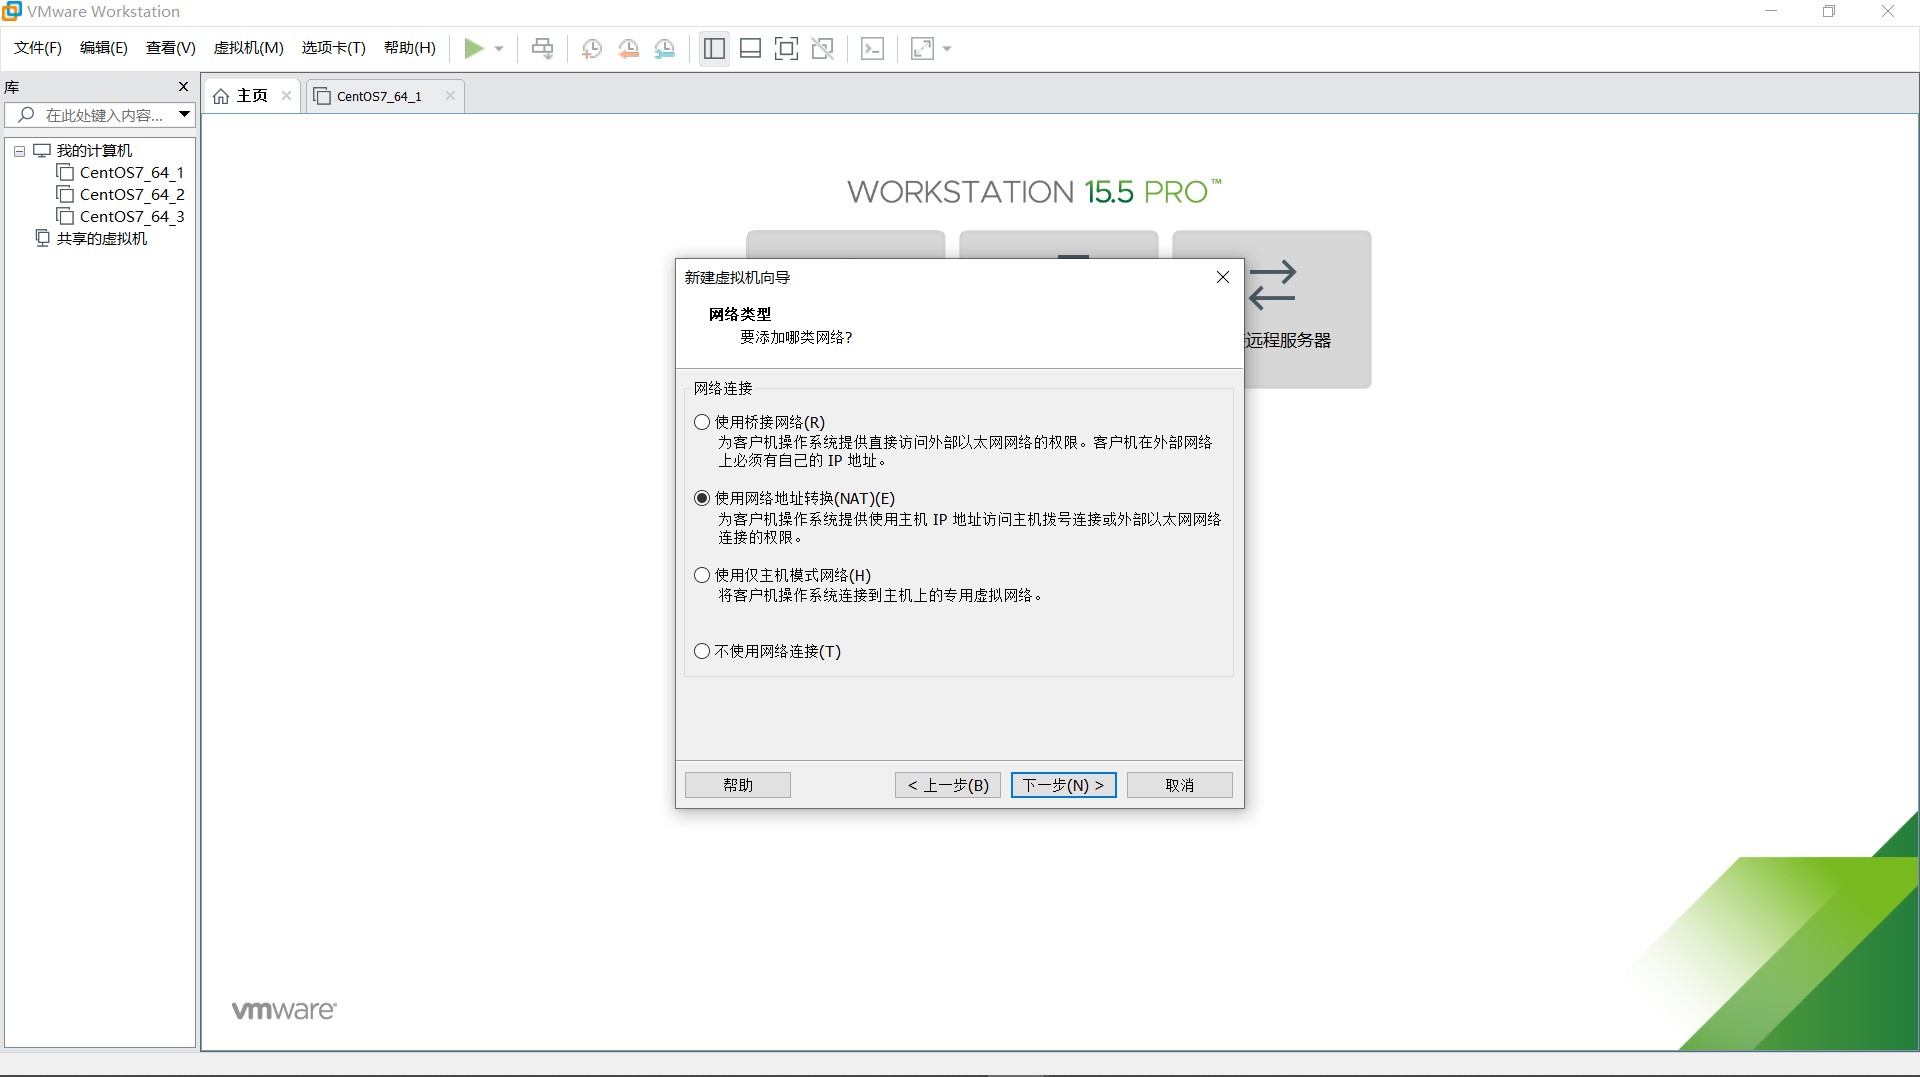 VMware Workstation
文件(F) 编辑(E) 查看(V) 虚拟机(M) 选项卡(T) 帮助(H)
库
在此处键入内容...
我的计算机
CentOS7_64_1
CentOS7_64_2
CentOS7_64_3
共享的虚拟机
主页 CentOS7_64_1
WORKSTATION 15.5 PRO™
远程服务器
新建虚拟机向导
网络类型
要添加哪类网络?
网络连接
使用桥接网络(R)
为客户机操作系统提供直接访问外部以太网网络的权限。客户机在外部网络
上必须有自己的 IP 地址。
使用网络地址转换(NAT)(E)
为客户机操作系统提供使用主机 IP 地址访问主机拨号连接或外部以太网网络
连接的权限。
使用仅主机模式网络(H)
将客户机操作系统连接到主机上的专用虚拟网络。
不使用网络连接(T)
帮助 < 上一步(B) 下一步(N) > 取消
vmware